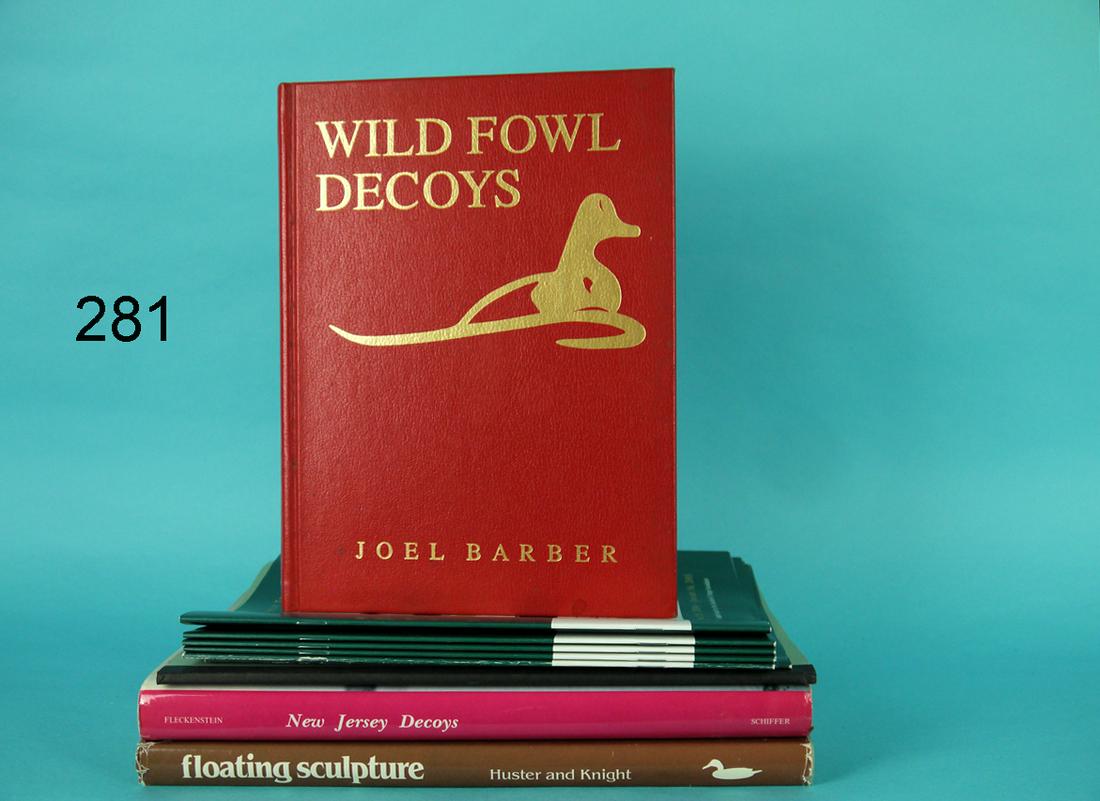 WILD FOWL
DECOYS
281
JOEL BARBER
FLECKENSTEIN New Jersey Decoys SCHIFFER
floating sculpture Huster and Knight